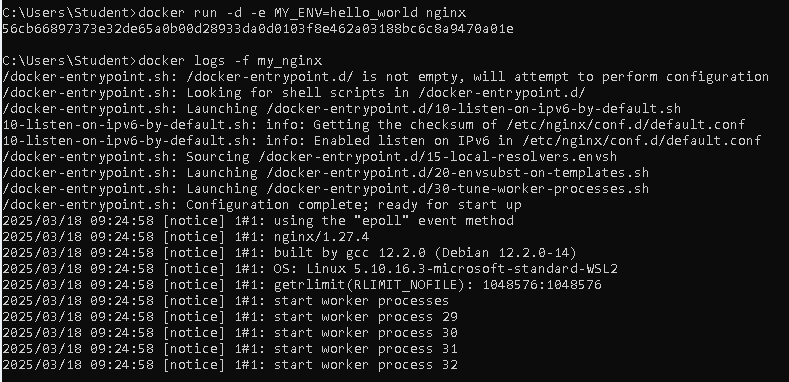 C:\Users\Student>docker run -d -e MY_ENV=hello_world nginx
56cb66897373e32de65a0b00d28933da0d0103f8e462a03188bc6c8a9470a01e
C:\Users\Student>docker logs -f my_nginx
/docker-entrypoint.sh: /docker-entrypoint.d/ is not empty, will attempt to perform configuration
/docker-entrypoint.sh: Looking for shell scripts in /docker-entrypoint.d/
/docker-entrypoint.sh: Launching /docker-entrypoint.d/10-listen-on-ipv6-by-default.sh
10-listen-on-ipv6-by-default.sh: info: Getting the checksum of /etc/nginx/conf.d/default.conf
10-listen-on-ipv6-by-default.sh: info: Enabled listen on IPv6 in /etc/nginx/conf.d/default.conf
/docker-entrypoint.sh: Sourcing /docker-entrypoint.d/15-local-resolvers.envsh
/docker-entrypoint.sh: Launching /docker-entrypoint.d/20-envsubst-on-templates.sh
/docker-entrypoint.sh: Launching /docker-entrypoint.d/30-tune-worker-processes.sh
/docker-entrypoint.sh: Configuration complete; ready for start up
2025/03/18 09:24:58 [notice] 1#1: using the "epoll" event method
2025/03/18 09:24:58 [notice] 1#1: nginx/1.27.4
2025/03/18 09:24:58 [notice] 1#1: built by gcc 12.2.0 (Debian 12.2.0-14)
2025/03/18 09:24:58 [notice] 1#1: OS: Linux 5.10.16.3-microsoft-standard-WSL2
2025/03/18 09:24:58 [notice] 1#1: getrlimit(RLIMIT_NOFILE): 1048576:1048576
2025/03/18 09:24:58 [notice] 1#1: start worker processes
2025/03/18 09:24:58 [notice] 1#1: start worker process 29
2025/03/18 09:24:58 [notice] 1#1: start worker process 30
2025/03/18 09:24:58 [notice] 1#1: start worker process 31
2025/03/18 09:24:58 [notice] 1#1: start worker process 32